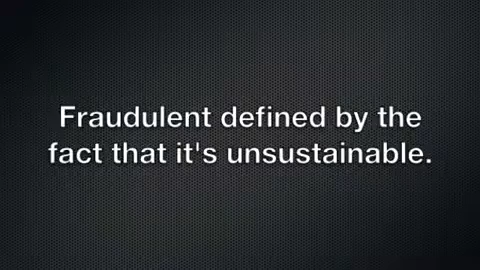 Fraudulent defined by the
fact that it's unsustainable.